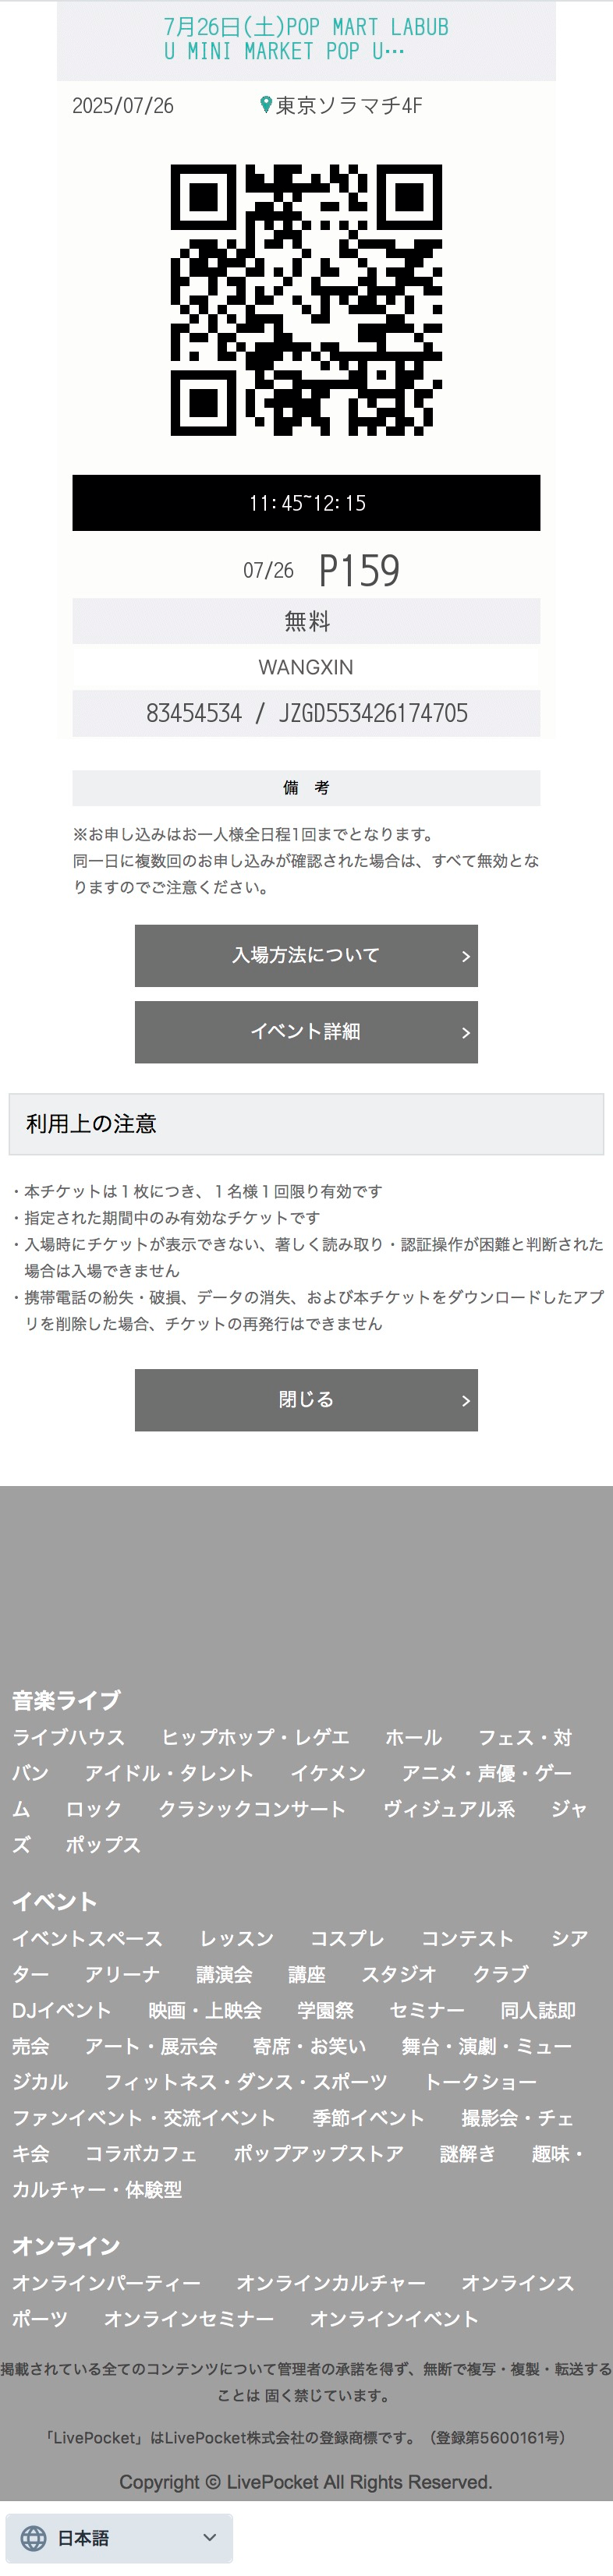 7月26日(土)POP MART LABUB
U MINI MARKET POP U…
2025/07/26 東京ソラマチ4F
11:45~12:15
07/26 P159
無料
WANGXIN
83454534 / JZGD553426174705
備　考
※お申し込みはお一人様全日程1回までとなります。
同一日に複数回のお申し込みが確認された場合は、すべて無効とな
りますのでご注意ください。
入場方法について
イベント詳細
利用上の注意
・本チケットは１枚につき、１名様１回限り有効です
・指定された期間中のみ有効なチケットです
・入場時にチケットが表示できない、著しく読み取り・認証操作が困難と判断された
場合は入場できません
・携帯電話の紛失・破損、データの消失、および本チケットをダウンロードしたアプ
リを削除した場合、チケットの再発行はできません
閉じる
音楽ライブ
ライブハウス ヒップホップ・レゲエ ホール フェス・対
バン アイドル・タレント イケメン アニメ・声優・ゲー
ム ロック クラシックコンサート ヴィジュアル系 ジャ
ズ ポップス
イベント
イベントスペース レッスン コスプレ コンテスト シア
ター アリーナ 講演会 講座 スタジオ クラブ
DJイベント 映画・上映会 学園祭 セミナー 同人誌即
売会 アート・展示会 寄席・お笑い 舞台・演劇・ミュー
ジカル フィットネス・ダンス・スポーツ トークショー
ファンイベント・交流イベント 季節イベント 撮影会・チェ
キ会 コラボカフェ ポップアップストア 謎解き 趣味・
カルチャー・体験型
オンライン
オンラインパーティー オンラインカルチャー オンラインス
ポーツ オンラインセミナー オンラインイベント
掲載されている全てのコンテンツについて管理者の承諾を得ず、無断で複写・複製・転送する
ことは 固く禁じています。
「LivePocket」はLivePocket株式会社の登録商標です。（登録第5600161号）
Copyright © LivePocket All Rights Reserved.
日本語